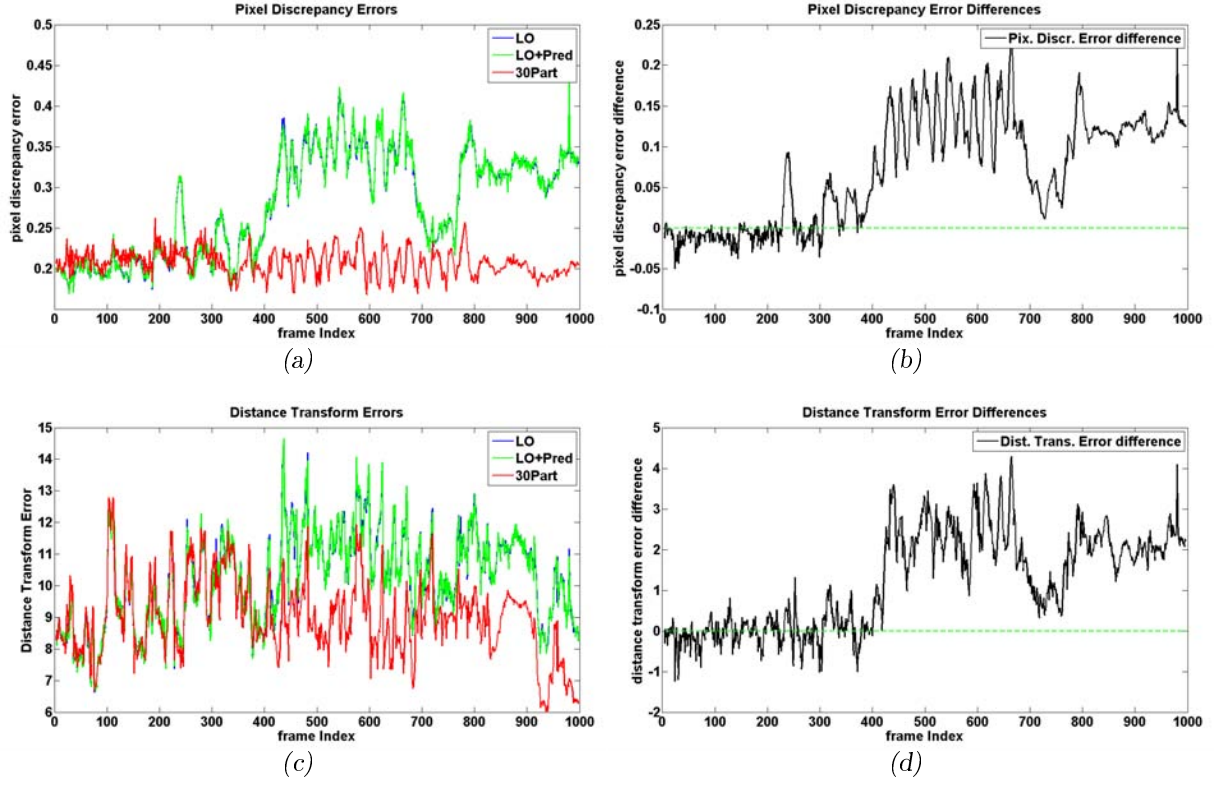 Pixel Discrepancy Errors
0.5
0.45
0.4
0.35
0.3
0.25
0.2
pixel discrepancy error
LO
LO+Pred
30Part
0 100 200 300 400 500 600 700 800 900 1000
frame Index
(a)
Pixel Discrepancy Error Differences
0.25
0.2
0.15
0.1
0.05
0
-0.05
-0.1
pixel discrepancy error difference
Pix. Discr. Error difference
0 100 200 300 400 500 600 700 800 900 1000
frame Index
(b)
Distance Transform Errors
15
14
13
12
11
10
9
8
7
6
Distance Transform Error
LO
LO+Pred
30Part
0 100 200 300 400 500 600 700 800 900 1000
frame Index
(c)
Distance Transform Error Differences
5
4
3
2
1
0
-1
-2
distance transform error difference
Dist. Trans. Error difference
0 100 200 300 400 500 600 700 800 900 1000
frame Index
(d)